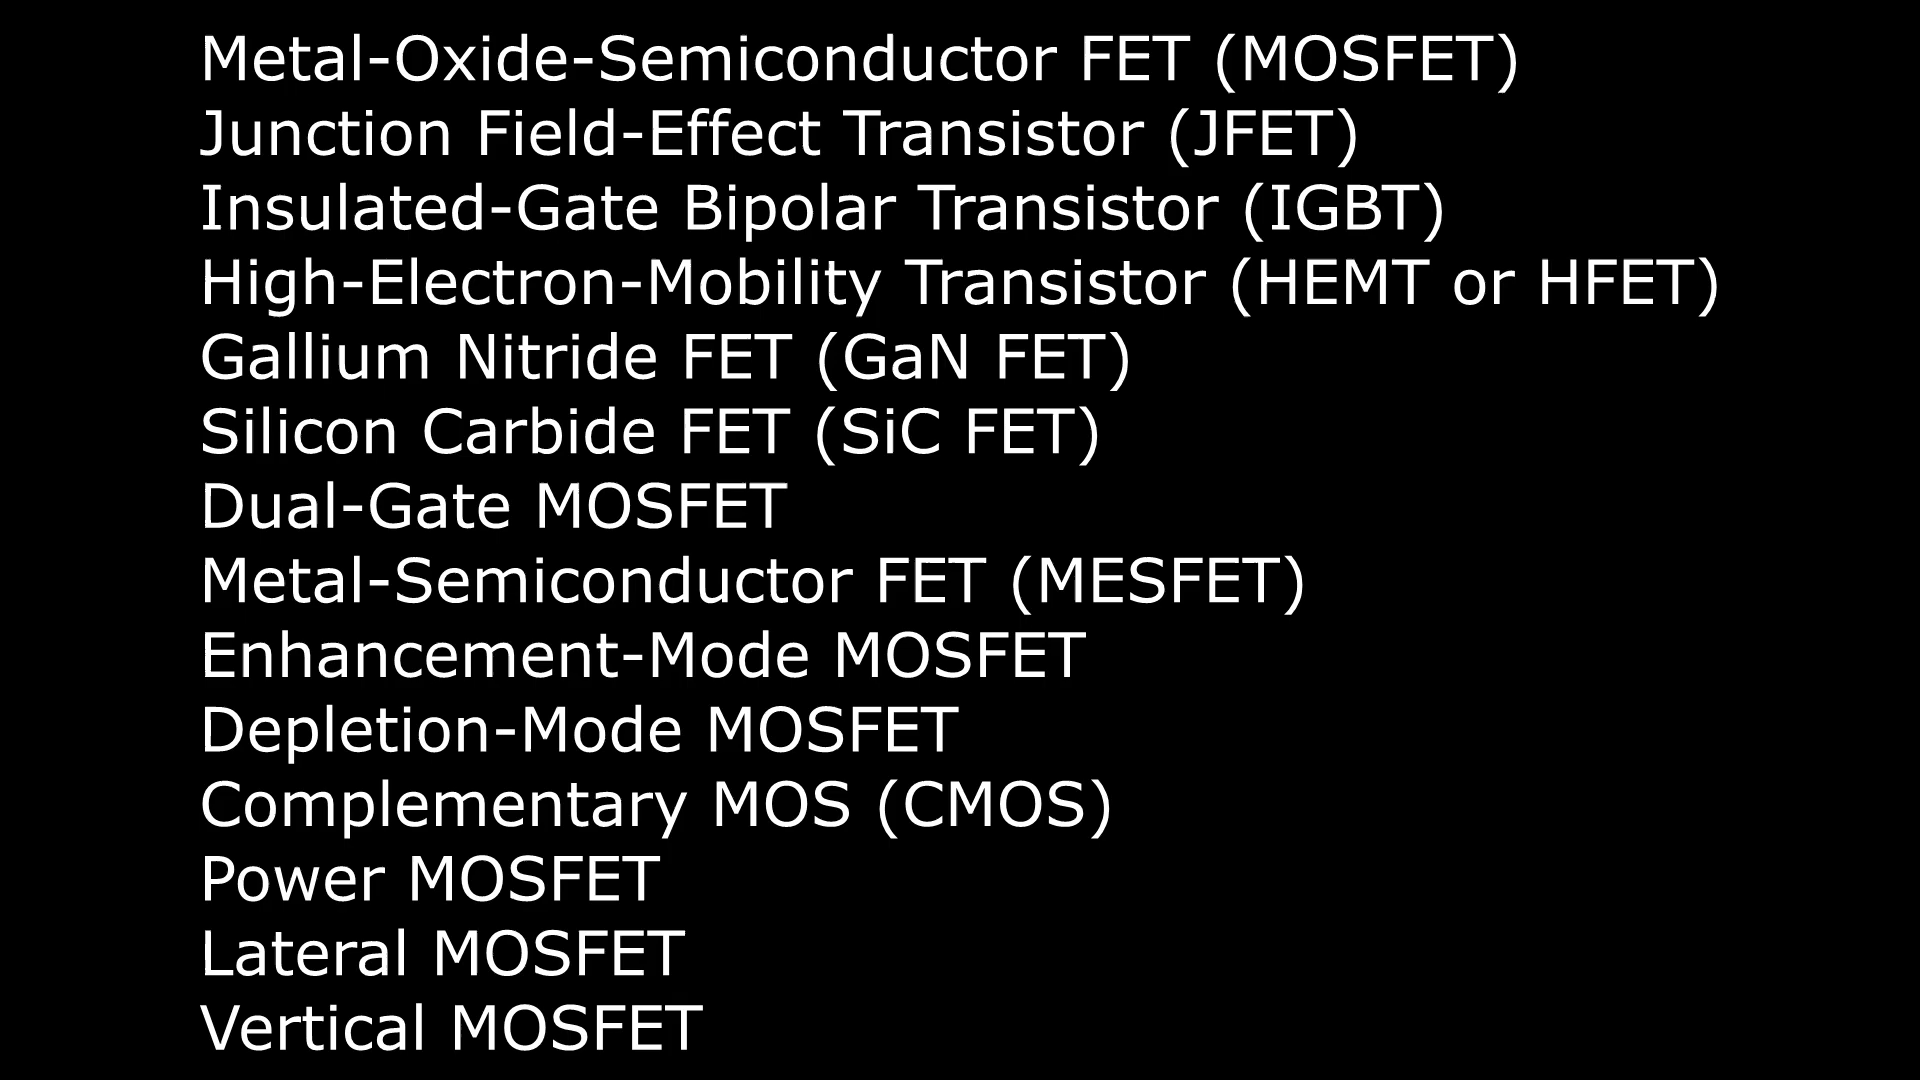 Metal-Oxide-Semiconductor FET (MOSFET)
Junction Field-Effect Transistor (JFET)
Insulated-Gate Bipolar Transistor (IGBT)
High-Electron-Mobility Transistor (HEMT or HFET)
Gallium Nitride FET (GaN FET)
Silicon Carbide FET (SiC FET)
Dual-Gate MOSFET
Metal-Semiconductor FET (MESFET)
Enhancement-Mode MOSFET
Depletion-Mode MOSFET
Complementary MOS (CMOS)
Power MOSFET
Lateral MOSFET
Vertical MOSFET